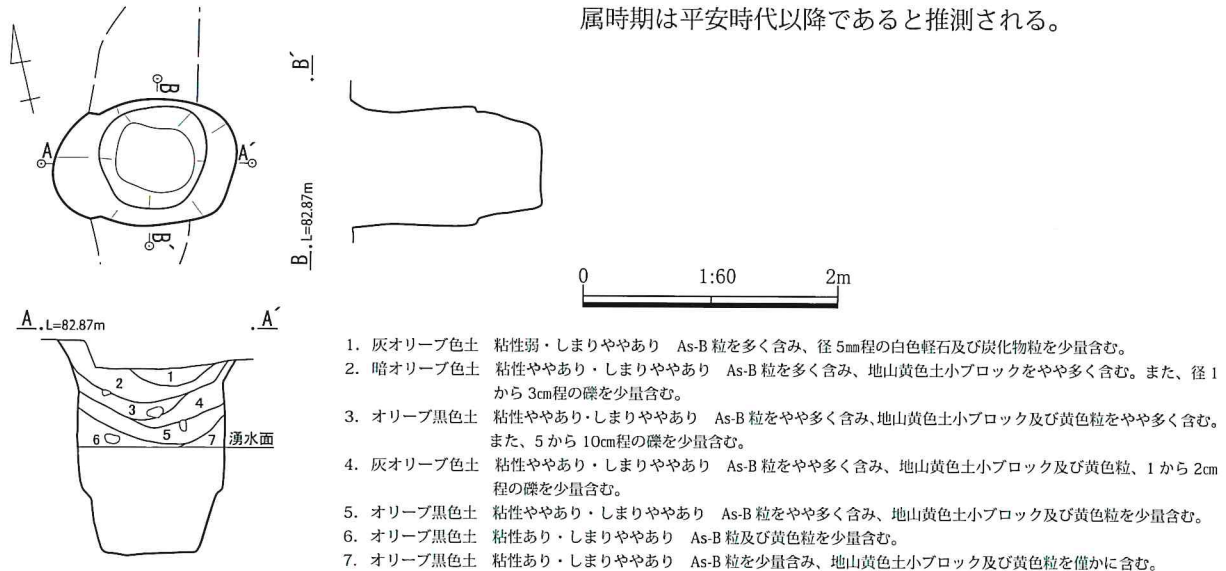 属時期は平安時代以降であると推測される。
B
B´
A
A´
B´
B
L=82.87m
0 1:60 2m
A
L=82.87m
A´
1
2
3
4
5
6
7
湧水面
1. 灰オリーブ色土 粘性弱・しまりややあり As-B 粒を多く含み、径 5㎜程の白色軽石及び炭化物粒を少量含む。
2. 暗オリーブ色土 粘性ややあり・しまりややあり As-B 粒を多く含み、地山黄色土小ブロックをやや多く含む。また、径 1
から 3㎝程の礫を少量含む。
3. オリーブ黒色土 粘性ややあり・しまりややあり As-B 粒をやや多く含み、地山黄色土小ブロック及び黄色粒をやや多く含む。
また、5 から 10㎝程の礫を少量含む。
4. 灰オリーブ色土 粘性ややあり・しまりややあり As-B 粒をやや多く含み、地山黄色土小ブロック及び黄色粒、1 から 2㎝
程の礫を少量含む。
5. オリーブ黒色土 粘性ややあり・しまりややあり As-B 粒をやや多く含み、地山黄色土小ブロック及び黄色粒を少量含む。
6. オリーブ黒色土 粘性あり・しまりややあり As-B 粒及び黄色粒を少量含む。
7. オリーブ黒色土 粘性あり・しまりややあり As-B 粒を少量含み、地山黄色土小ブロック及び黄色粒を僅かに含む。